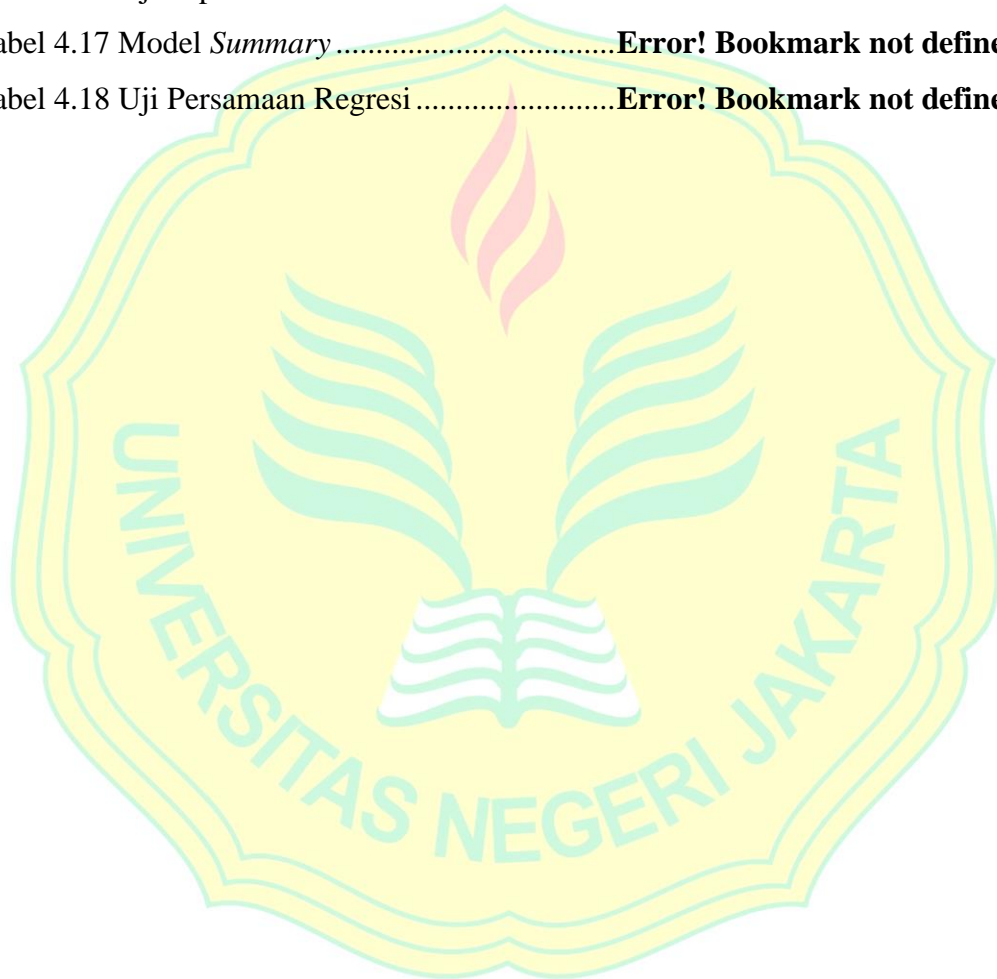 abel 4.17 Model Summary ................................... Error! Bookmark not define
abel 4.18 Uji Persamaan Regresi ......................... Error! Bookmark not define
UNIVERSITAS NEGERI JAKARTA